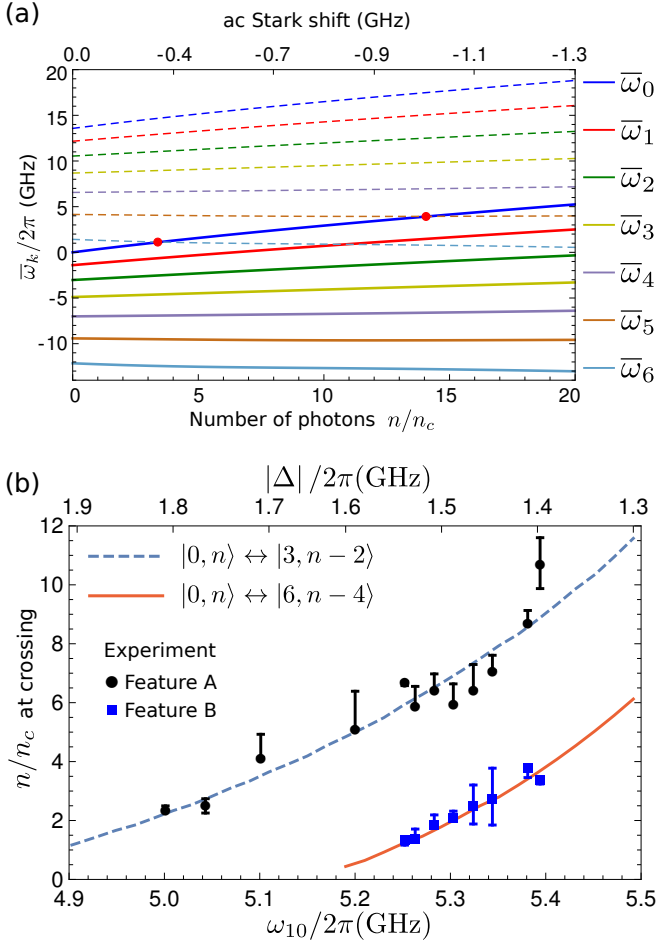 (a)
ac Stark shift (GHz)
0.0 -0.4 -0.7 -0.9 -1.1 -1.3
20
15
10
5
0
-5
-10
ω̅ₖ/2π (GHz)
ω̅₀
ω̅₁
ω̅₂
ω̅₃
ω̅₄
ω̅₅
ω̅₆
0 5 10 15 20
Number of photons n/n_c
(b)
|Δ|/2π(GHz)
1.9 1.8 1.7 1.6 1.5 1.4 1.3
12
10
8
6
4
2
0
n/n_c at crossing
|0, n⟩ ↔ |3, n − 2⟩
|0, n⟩ ↔ |6, n − 4⟩
Experiment
Feature A
Feature B
4.9 5.0 5.1 5.2 5.3 5.4 5.5
ω₁₀/2π(GHz)